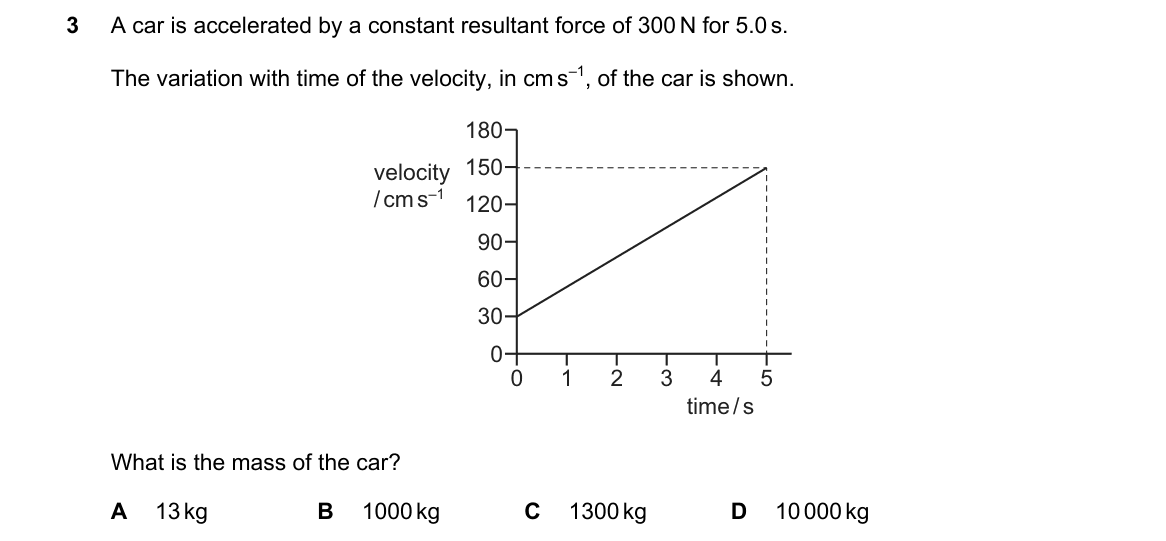 3 A car is accelerated by a constant resultant force of 300 N for 5.0 s.
The variation with time of the velocity, in cm s⁻¹, of the car is shown.
180
velocity 150
/ cm s⁻¹ 120
90
60
30
0
0 1 2 3 4 5
time / s
What is the mass of the car?
A 13 kg B 1000 kg C 1300 kg D 10 000 kg